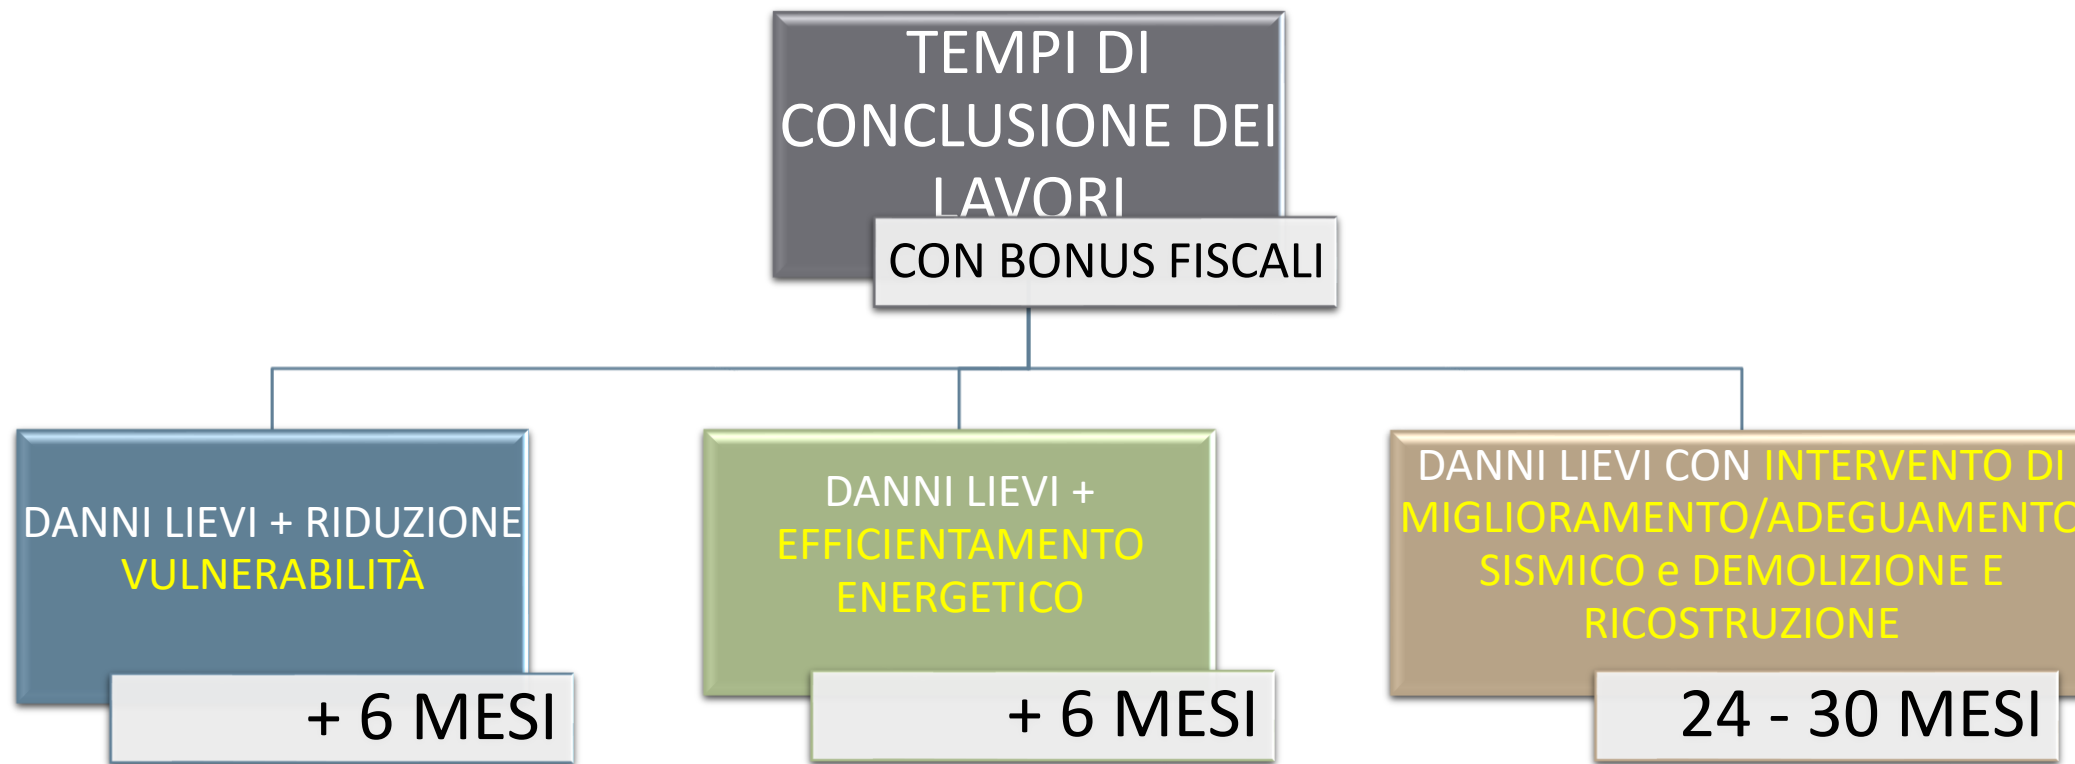 TEMPI DI
CONCLUSIONE DEI
LAVORI
CON BONUS FISCALI
DANNI LIEVI + RIDUZIONE
VULNERABILITÀ
+ 6 MESI
DANNI LIEVI +
EFFICIENTAMENTO
ENERGETICO
+ 6 MESI
DANNI LIEVI CON INTERVENTO DI
MIGLIORAMENTO/ADEGUAMENTO
SISMICO e DEMOLIZIONE E
RICOSTRUZIONE
24 - 30 MESI